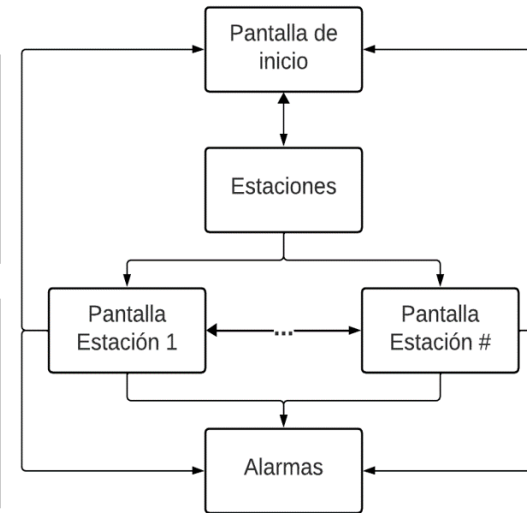 Pantalla de
inicio
Estaciones
Pantalla
Estación 1
...
Pantalla
Estación #
Alarmas